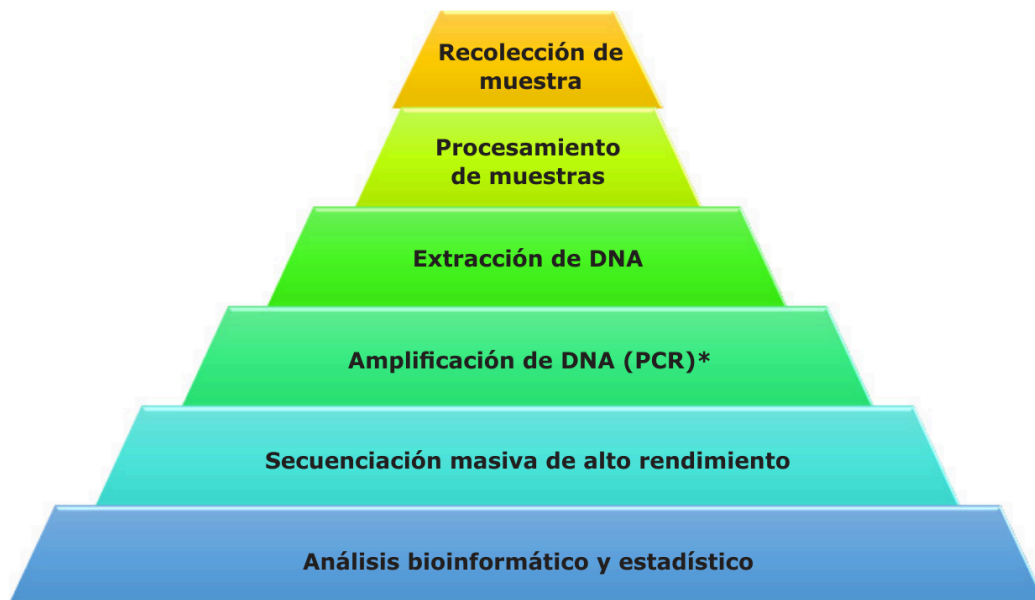 Recolección de
muestra
Procesamiento
de muestras
Extracción de DNA
Amplificación de DNA (PCR)*
Secuenciación masiva de alto rendimiento
Análisis bioinformático y estadístico